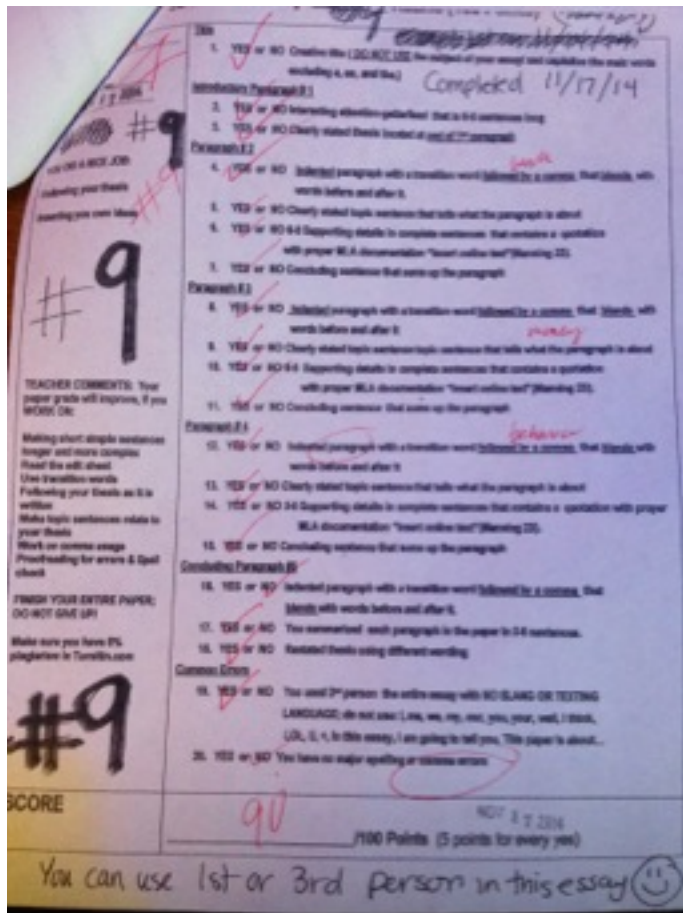 Title
1. YES or NO Creative title (DO NOT USE the subject of your essay and capitalize the main words
excluding a, an, and the.)
Completed 11/17/14
Introductory Paragraph # 1
2. YES or NO Interesting attention-getter/lead that is 5-6 sentences long
3. YES or NO Clearly stated thesis (located at end of 1st paragraph)
#9
YOU DID A NICE JOB:
Following your thesis
Inserting you own ideas
#9
Paragraph # 2
4. YES or NO Indented paragraph with a transition word followed by a comma that blends with
words before and after it.
5. YES or NO Clearly stated topic sentence that tells what the paragraph is about
6. YES or NO 5-6 Supporting details in complete sentences that contains a quotation
with proper MLA documentation "insert online text" (Manning 23).
7. YES or NO Concluding sentence that sums up the paragraph
#9
Paragraph # 3
8. YES or NO Indented paragraph with a transition word followed by a comma that blends with
words before and after it
money
9. YES or NO Clearly stated topic sentence topic sentence that tells what the paragraph is about
10. YES or NO 5-6 Supporting details in complete sentences that contains a quotation
with proper MLA documentation "insert online text" (Manning 23).
11. YES or NO Concluding sentence that sums up the paragraph
Paragraph # 4
behavior
12. YES or NO Indented paragraph with a transition word followed by a comma that blends with
words before and after it
13. YES or NO Clearly stated topic sentence that tells what the paragraph is about
14. YES or NO 5-6 Supporting details in complete sentences that contains a quotation with proper
MLA documentation "insert online text" (Manning 23).
15. YES or NO Concluding sentence that sums up the paragraph
Concluding Paragraph #5
16. YES or NO Indented paragraph with a transition word followed by a comma that
blends with words before and after it.
17. YES or NO You summarized each paragraph in the paper in 5-6 sentences.
18. YES or NO Restated thesis using different wording
Common Errors
19. YES or NO You used 3rd person the entire essay with NO SLANG OR TEXTING
LANGUAGE; do not use: I, me, we, my, our, you, your, well, I think,
LOL, U, r, In this essay, I am going to tell you, This paper is about...
20. YES or NO You have no major spelling or comma errors
TEACHER COMMENTS: Your
paper grade will improve, if you
WORK ON:
Making short simple sentences
longer and more complex
Read the edit sheet
Use transition words
Following your thesis as it is
written
Make topic sentences relate to
your thesis
Work on comma usage
Proofreading for errors & Spell
check
FINISH YOUR ENTIRE PAPER;
DO NOT GIVE UP!
Make sure you have 0%
plagiarism in Turnitin.com
#9
SCORE
90
NOV 17 2014
/100 Points (5 points for every yes)
You can use 1st or 3rd person in this essay